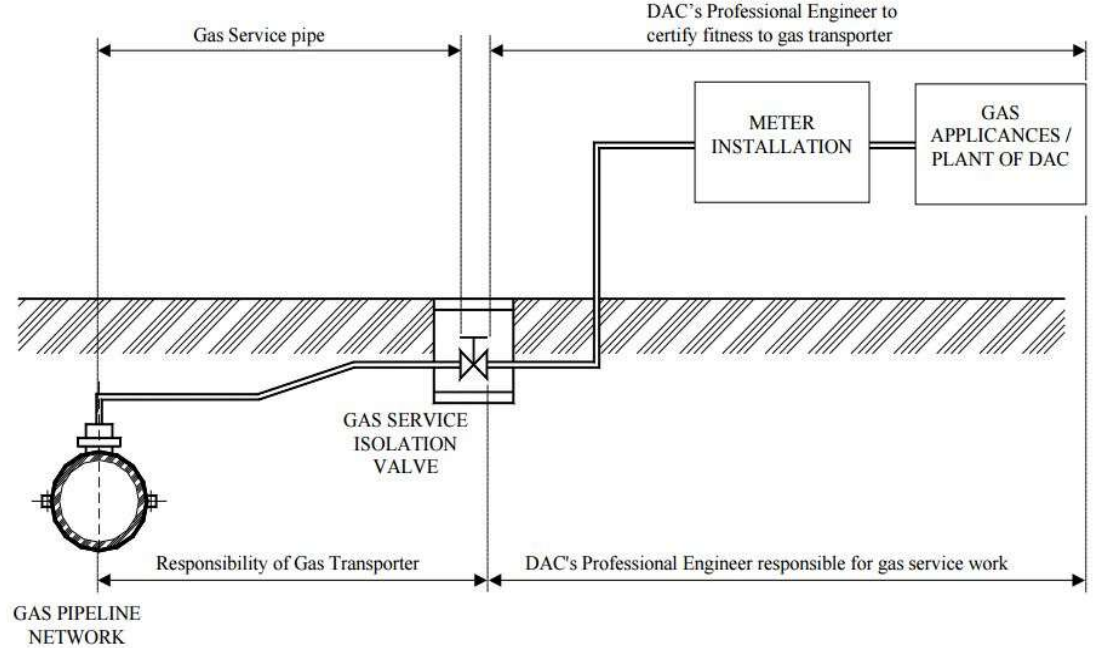 DAC’s Professional Engineer to
certify fitness to gas transporter
Gas Service pipe
METER
INSTALLATION
GAS
APPLICANCES /
PLANT OF DAC
GAS SERVICE
ISOLATION
VALVE
Responsibility of Gas Transporter
DAC's Professional Engineer responsible for gas service work
GAS PIPELINE
NETWORK